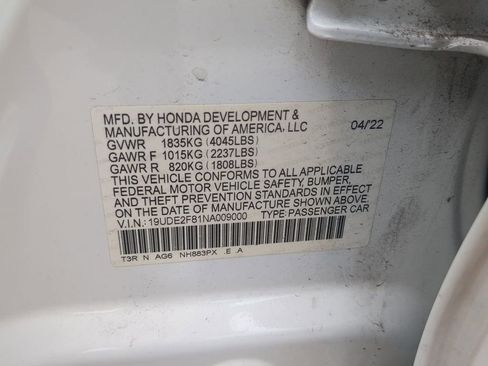 MFD. BY HONDA DEVELOPMENT &
MANUFACTURING OF AMERICA, LLC 04/22
GVWR 1835KG (4045LBS)
GAWR F 1015KG (2237LBS)
GAWR R 820KG (1808LBS)
THIS VEHICLE CONFORMS TO ALL APPLICABLE
FEDERAL MOTOR VEHICLE SAFETY, BUMPER,
AND THEFT PREVENTION STANDARDS IN EFFECT
ON THE DATE OF MANUFACTURE SHOWN ABOVE.
V.I.N.: 19UDE2F81NA009000 TYPE: PASSENGER CAR
T3R N AG6 NH883PX .E .A